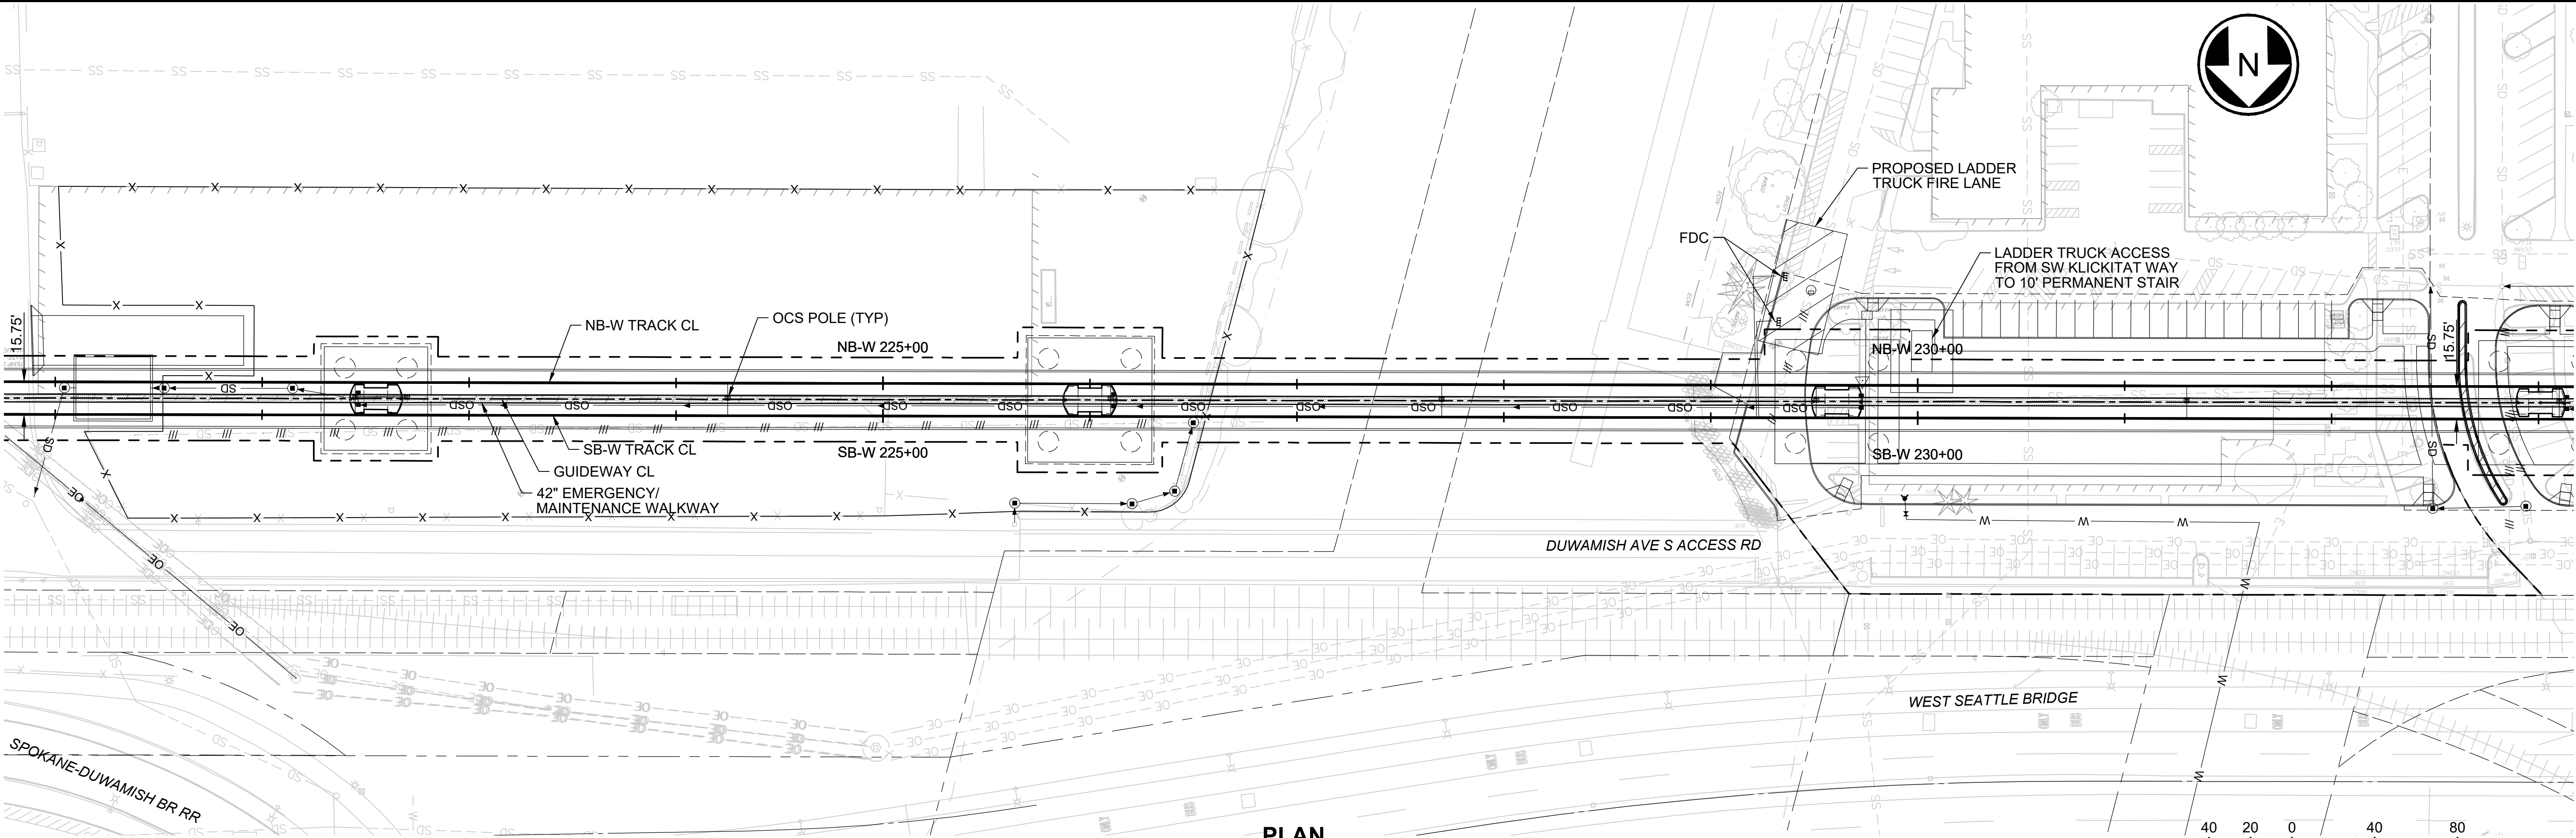 N
PROPOSED LADDER
TRUCK FIRE LANE
FDC
LADDER TRUCK ACCESS
FROM SW KLICKITAT WAY
TO 10' PERMANENT STAIR
15.75'
NB-W TRACK CL
OCS POLE (TYP)
NB-W 225+00
NB-W 230+00
15.75'
SB-W TRACK CL
SB-W 225+00
SB-W 230+00
GUIDEWAY CL
42" EMERGENCY/
MAINTENANCE WALKWAY
DUWAMISH AVE S ACCESS RD
WEST SEATTLE BRIDGE
SPOKANE-DUWAMISH BR RR
PLAN
40 20 0 40 80